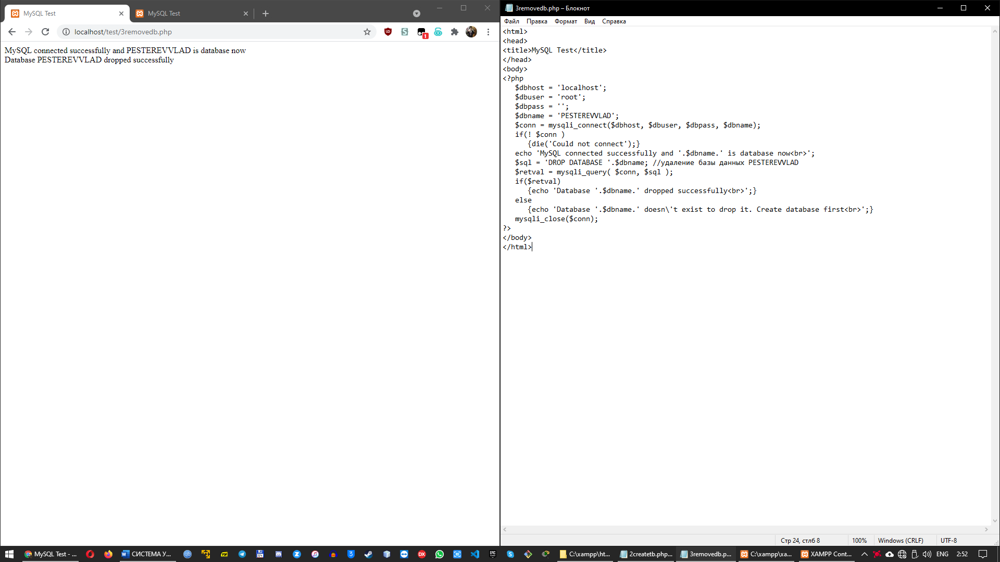 MySQL Test
MySQL Test
localhost/test/3removedb.php
1
MySQL connected successfully and PESTEREVVLAD is database now
Database PESTEREVVLAD dropped successfully
3removedb.php – Блокнот
Файл Правка Формат Вид Справка
<html>
<head>
<title>MySQL Test</title>
</head>
<body>
<?php
   $dbhost = 'localhost';
   $dbuser = 'root';
   $dbpass = '';
   $dbname = 'PESTEREVVLAD';
   $conn = mysqli_connect($dbhost, $dbuser, $dbpass, $dbname);
   if(! $conn )
      {die('Could not connect');}
   echo 'MySQL connected successfully and '.$dbname.' is database now<br>';
   $sql = 'DROP DATABASE '.$dbname; //удаление базы данных PESTEREVVLAD
   $retval = mysqli_query( $conn, $sql );
   if($retval)
      {echo 'Database '.$dbname.' dropped successfully<br>';}
   else
      {echo 'Database '.$dbname.' doesn\'t exist to drop it. Create database first<br>';}
   mysqli_close($conn);
?>
</body>
</html>
Стр 24, стлб 8 100% Windows (CRLF) UTF-8
MySQL Test - ... СИСТЕМА У... C:\xampp\ht... 2createtb.php... 3removedb.p... C:\xampp\xa... XAMPP Cont... ENG 2:52